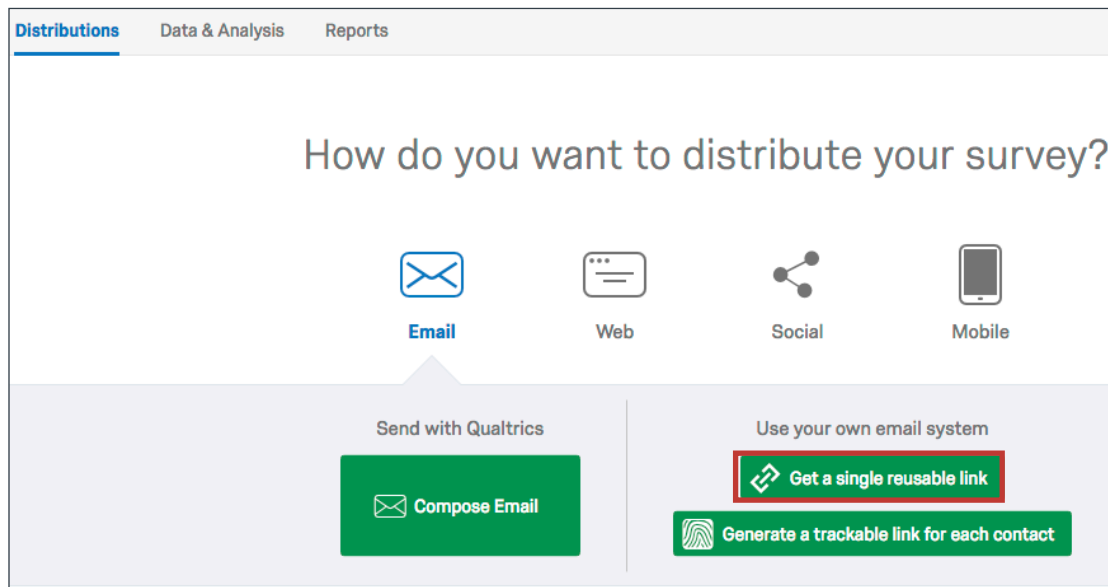 Distributions Data & Analysis Reports
How do you want to distribute your survey?
Email Web Social Mobile
Send with Qualtrics
Compose Email
Use your own email system
Get a single reusable link
Generate a trackable link for each contact